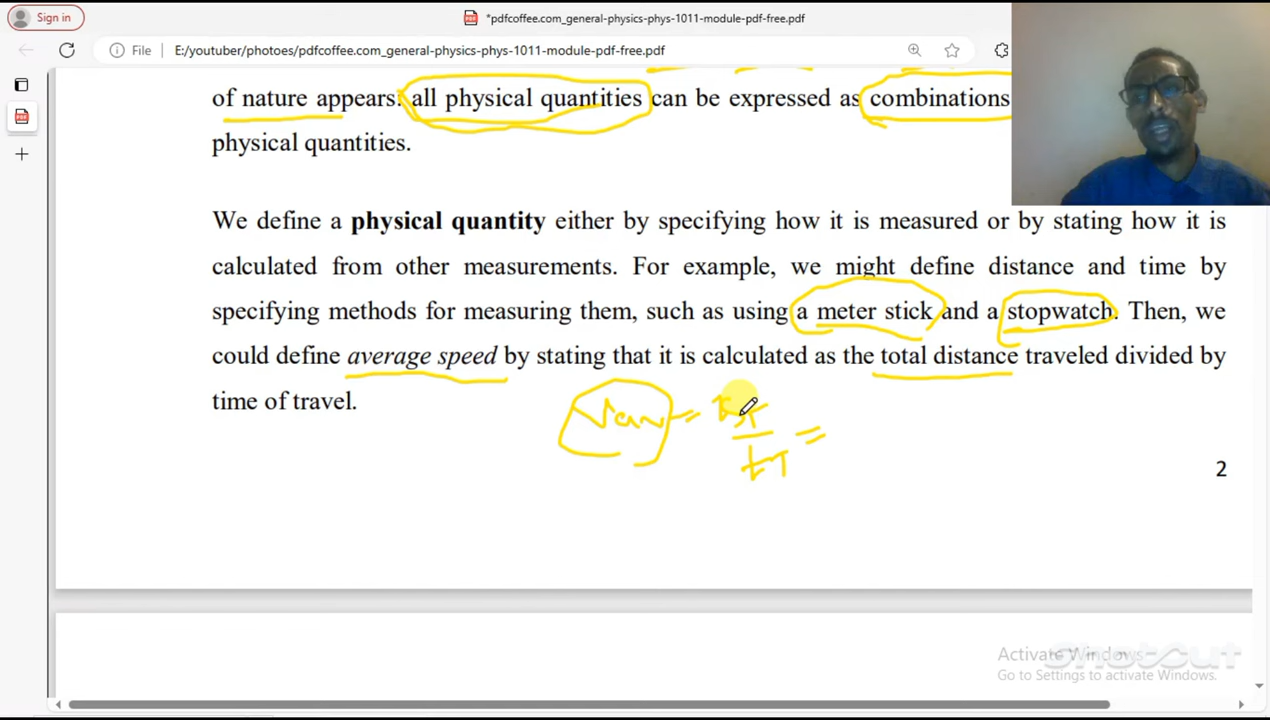 Sign in
*pdfcoffee.com_general-physics-phys-1011-module-pdf-free.pdf
File E:/youtuber/photoes/pdfcoffee.com_general-physics-phys-1011-module-pdf-free.pdf
of nature appears. all physical quantities can be expressed as combinations
physical quantities.
We define a physical quantity either by specifying how it is measured or by stating how it is
calculated from other measurements. For example, we might define distance and time by
specifying methods for measuring them, such as using a meter stick and a stopwatch. Then, we
could define average speed by stating that it is calculated as the total distance traveled divided by
time of travel.
Vav =
tT =
2
Activate Windows
Go to Settings to activate Windows.
Shotcut